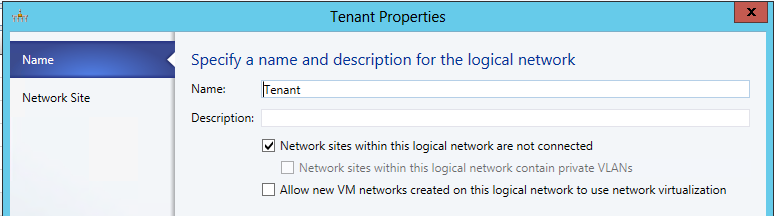 Tenant Properties
x
Name
Network Site
Specify a name and description for the logical network
Name: Tenant
Description:
Network sites within this logical network are not connected
Network sites within this logical network contain private VLANs
Allow new VM networks created on this logical network to use network virtualization